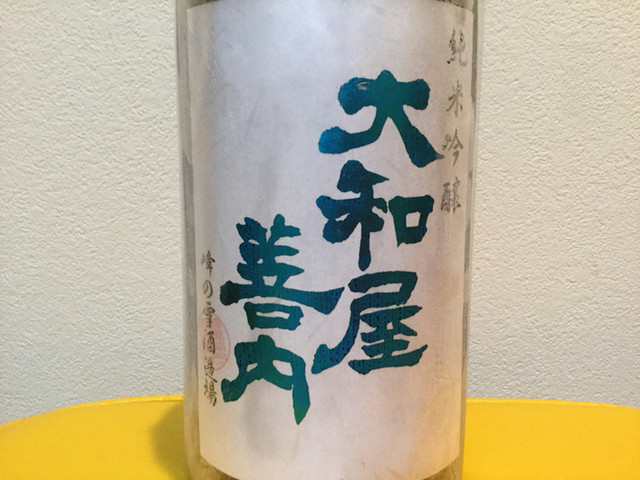 純米吟醸
大和屋
善内
峰の雪酒造場